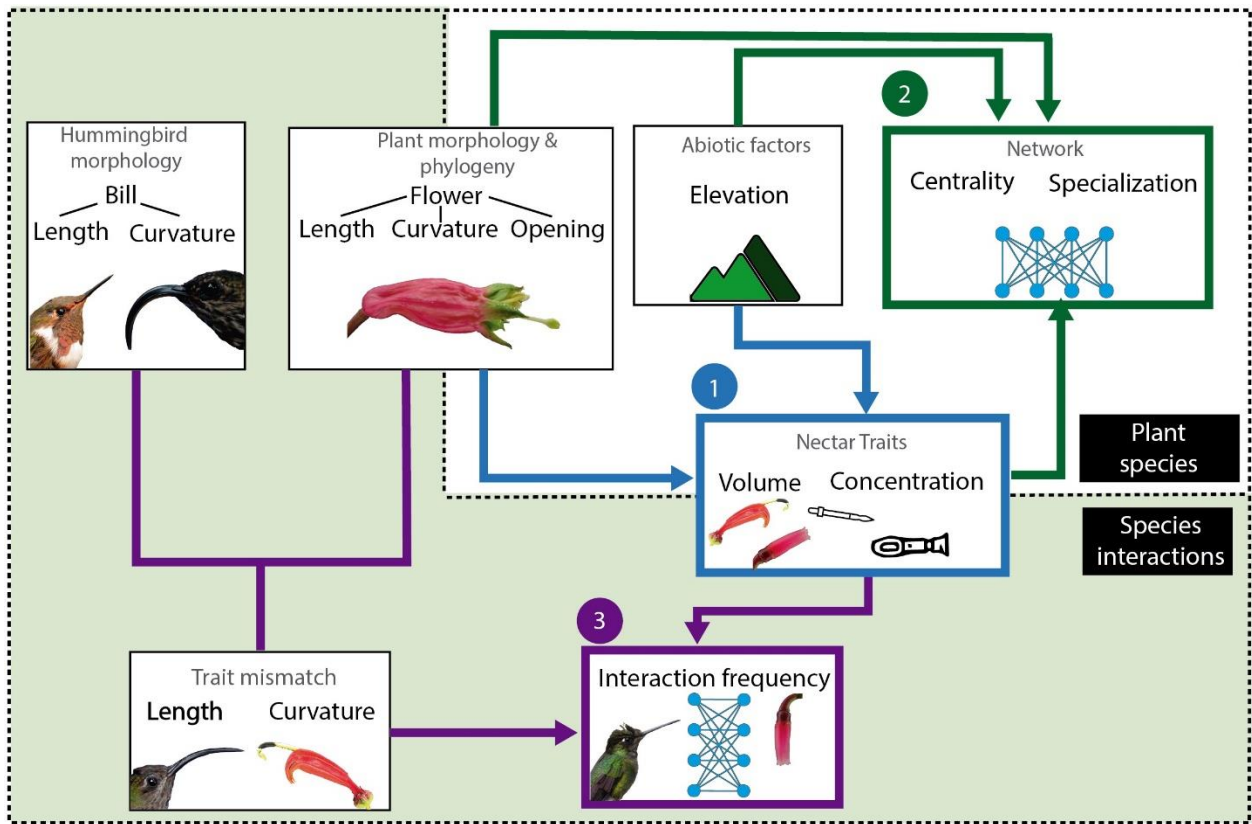 2
Hummingbird
morphology
Bill
Length Curvature
Plant morphology &
phylogeny
Flower
Length Curvature Opening
Abiotic factors
Elevation
Network
Centrality Specialization
1
Nectar Traits
Volume Concentration
Plant
species
Species
interactions
3
Trait mismatch
Length Curvature
Interaction frequency